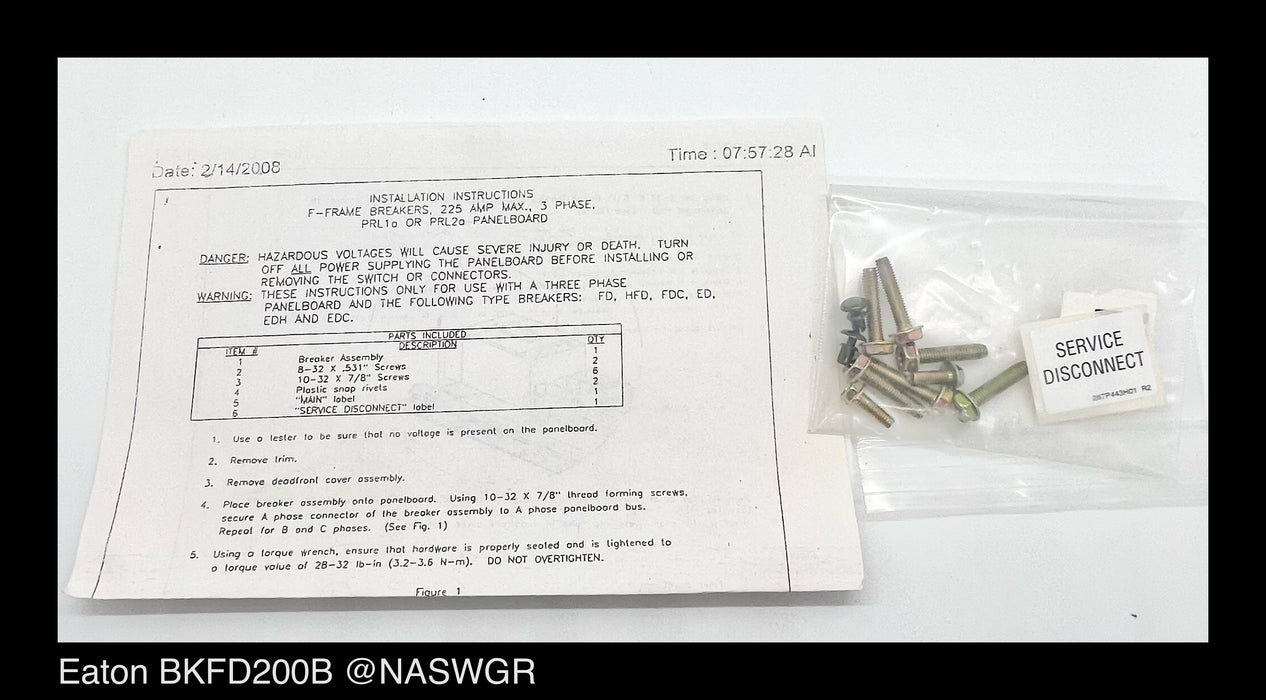 Date: 2/14/2008
Time : 07:57:28 AM
INSTALLATION INSTRUCTIONS
F-FRAME BREAKERS, 225 AMP MAX., 3 PHASE,
PRL1a OR PRL2a PANELBOARD
DANGER: HAZARDOUS VOLTAGES WILL CAUSE SEVERE INJURY OR DEATH. TURN
OFF ALL POWER SUPPLYING THE PANELBOARD BEFORE INSTALLING OR
REMOVING THE SWITCH OR CONNECTORS.
WARNING: THESE INSTRUCTIONS ONLY FOR USE WITH A THREE PHASE
PANELBOARD AND THE FOLLOWING TYPE BREAKERS: FD, HFD, FDC, ED,
EDH AND EDC.
PARTS INCLUDED
ITEM # DESCRIPTION QTY
1 Breaker Assembly 1
2 8-32 X .531" Screws 2
3 10-32 X 7/8" Screws 6
4 Plastic snap rivets 2
5 "MAIN" label 1
6 "SERVICE DISCONNECT" label 1
1. Use a tester to be sure that no voltage is present on the panelboard.
2. Remove trim.
3. Remove deadfront cover assembly.
4. Place breaker assembly onto panelboard. Using 10-32 X 7/8" thread forming screws,
secure A phase connector of the breaker assembly to A phase panelboard bus.
Repeat for B and C phases. (See Fig. 1)
5. Using a torque wrench, ensure that hardware is properly seated and is tightened to
a torque value of 28-32 lb-in (3.2-3.6 N-m). DO NOT OVERTIGHTEN.
Figure 1
SERVICE
DISCONNECT
R2
Eaton BKFD200B @NASWGR